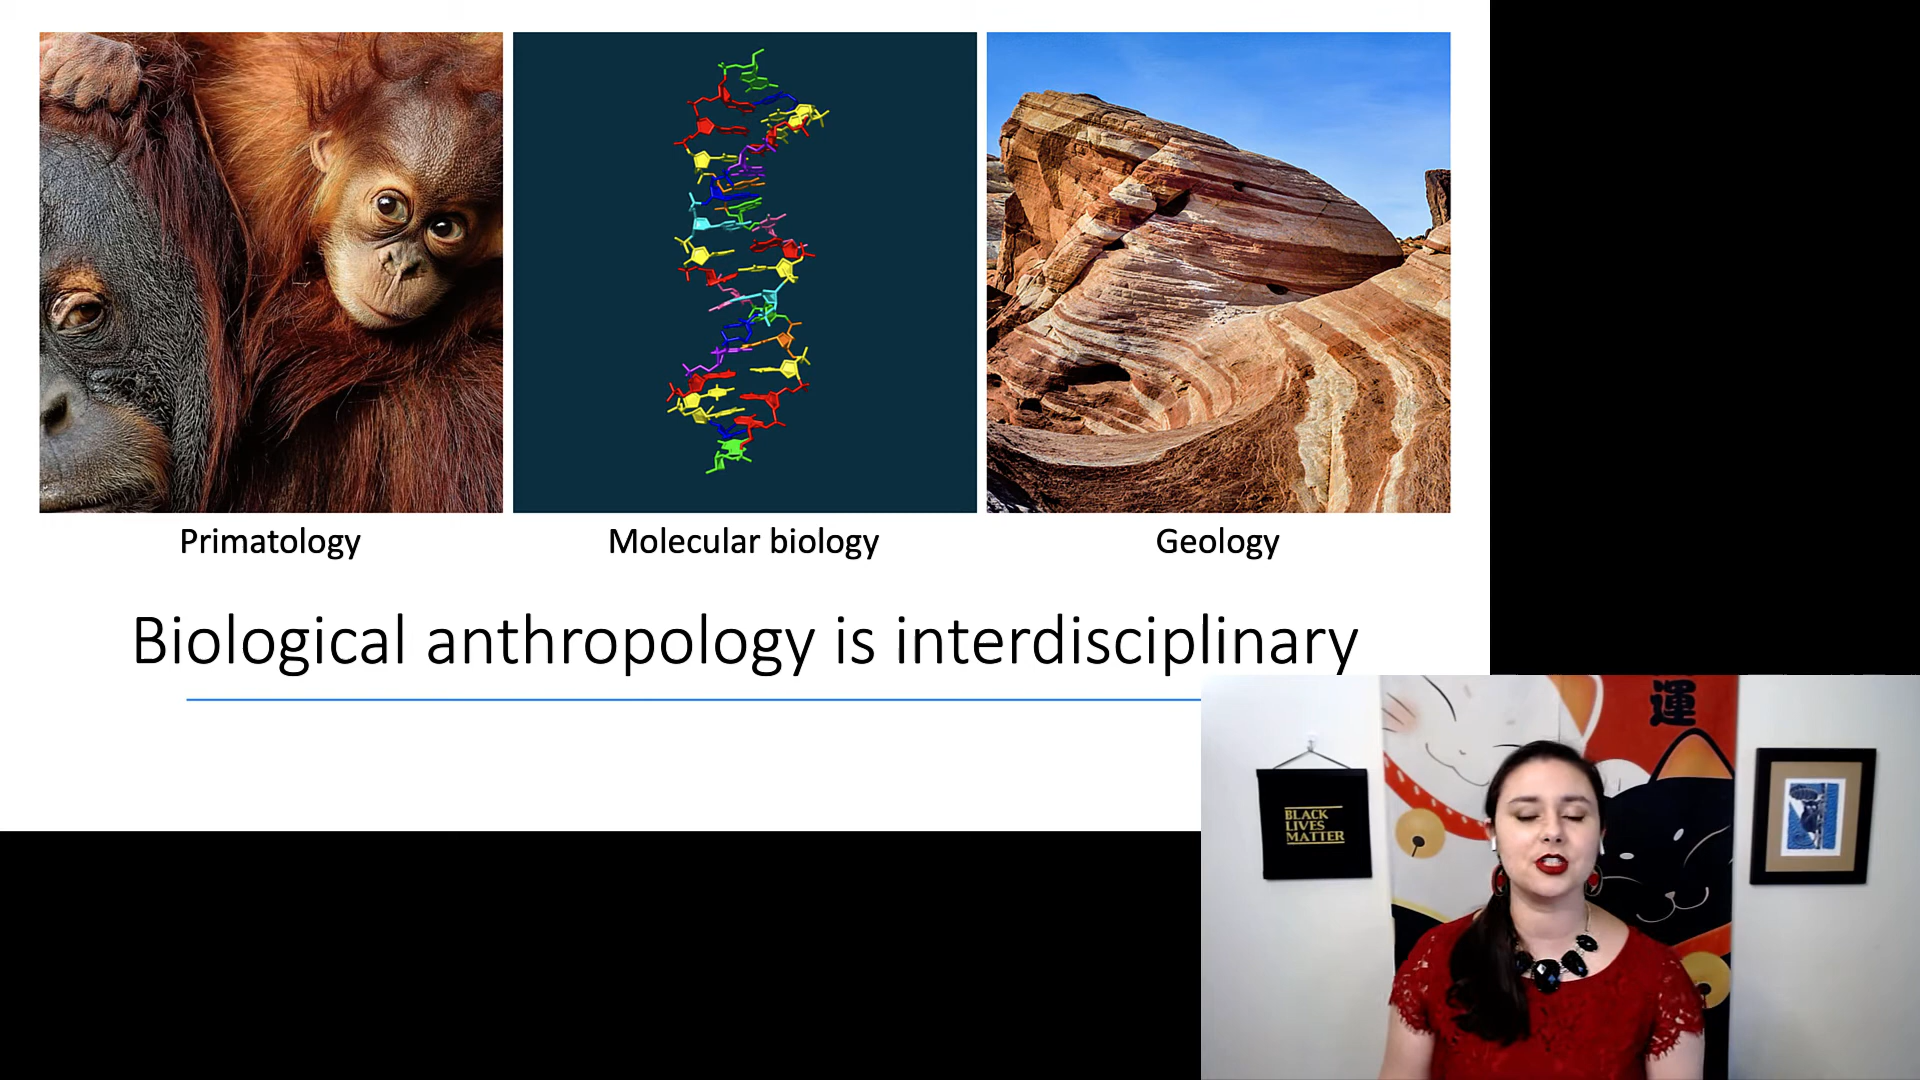 Primatology
Molecular biology
Geology
Biological anthropology is interdisciplinary
運
BLACK
LIVES
MATTER